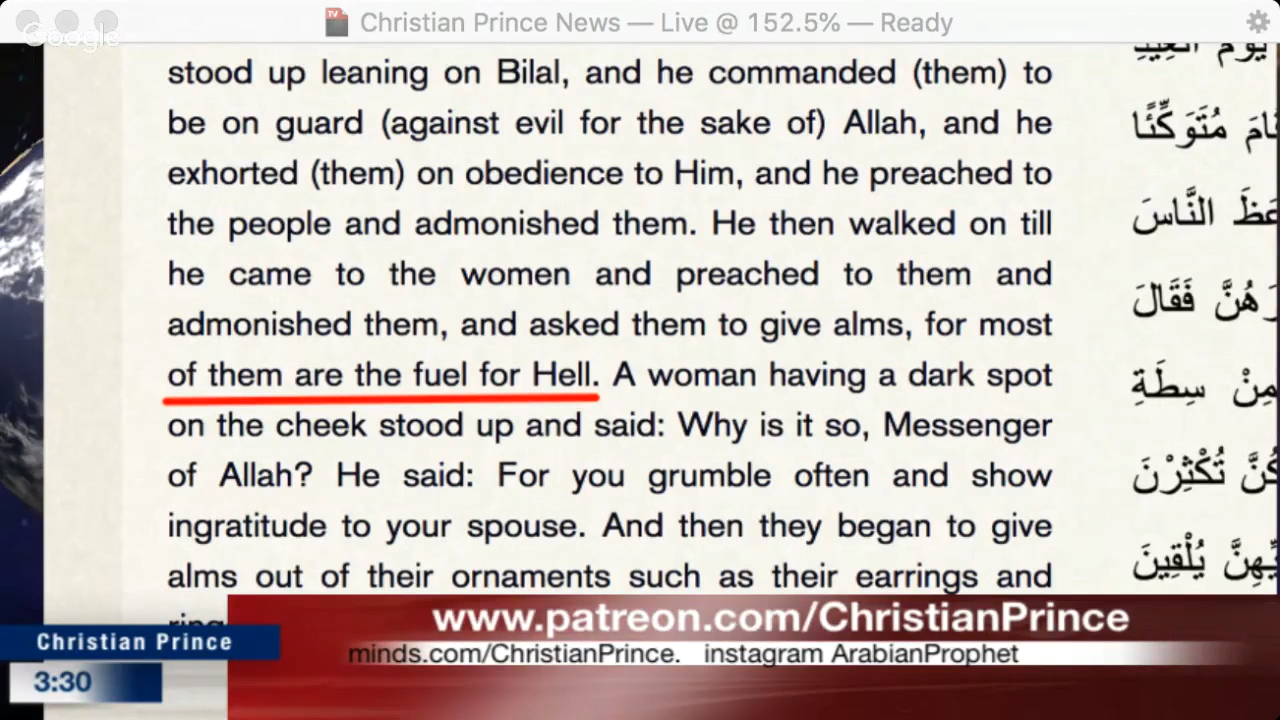 Christian Prince News — Live @ 152.5% — Ready
Google
stood up leaning on Bilal, and he commanded (them) to
be on guard (against evil for the sake of) Allah, and he
exhorted (them) on obedience to Him, and he preached to
the people and admonished them. He then walked on till
he came to the women and preached to them and
admonished them, and asked them to give alms, for most
of them are the fuel for Hell. A woman having a dark spot
on the cheek stood up and said: Why is it so, Messenger
of Allah? He said: For you grumble often and show
ingratitude to your spouse. And then they began to give
alms out of their ornaments such as their earrings and
يَوْمَ الْعِيدِ
مُتَوَكِّئًا
النَّاسَ
فَقَالَ
مِنْ سِطَةِ
تُكْثِرْنَ
يُلْقِينَ
www.patreon.com/ChristianPrince
Christian Prince
minds.com/ChristianPrince. instagram ArabianProphet
3:30